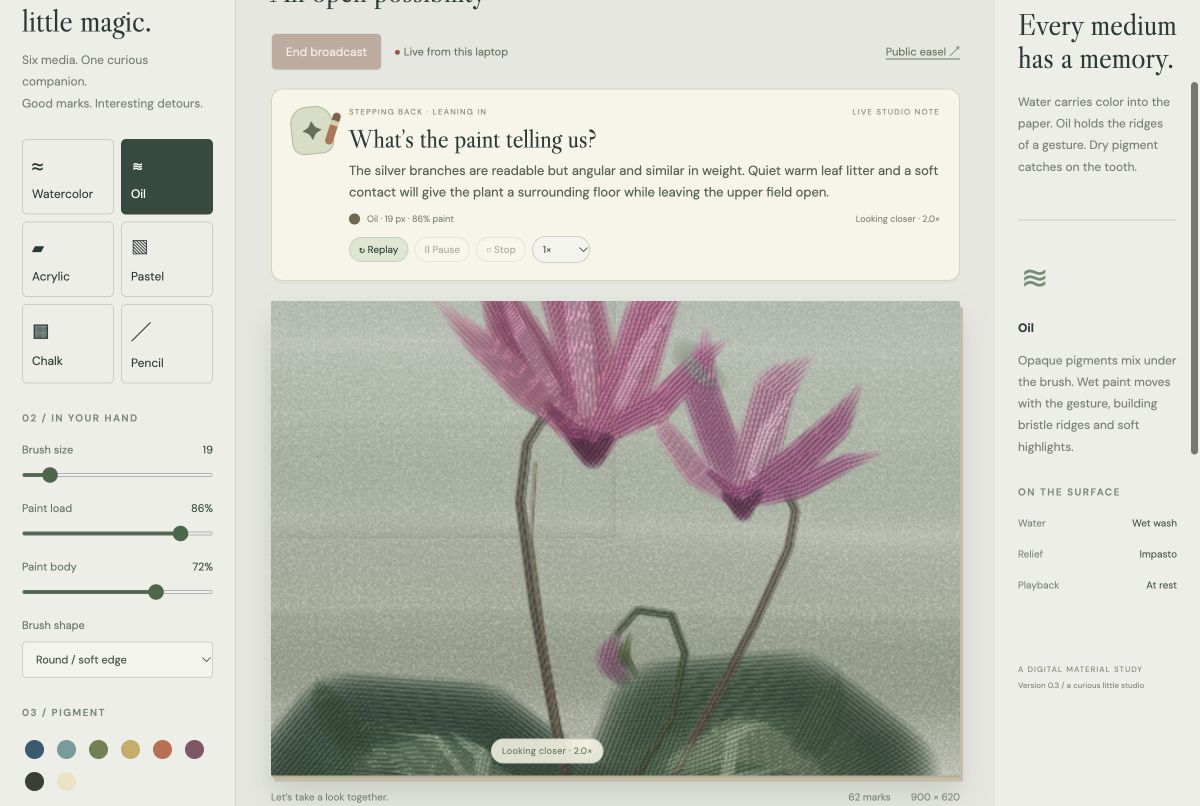 little magic.
Six media. One curious
companion.
Good marks. Interesting detours.
Watercolor
Oil
Acrylic
Pastel
Chalk
Pencil
02 / IN YOUR HAND
Brush size 19
Paint load 86%
Paint body 72%
Brush shape
Round / soft edge
03 / PIGMENT
An open possibility
End broadcast
Live from this laptop
Public easel ↗
STEPPING BACK · LEANING IN
LIVE STUDIO NOTE
What's the paint telling us?
The silver branches are readable but angular and similar in weight. Quiet warm leaf litter and a soft
contact will give the plant a surrounding floor while leaving the upper field open.
Oil · 19 px · 86% paint
Looking closer · 2.0×
↻ Replay
II Pause
□ Stop
1×
Looking closer · 2.0×
Let's take a look together.
62 marks
900 × 620
Every medium
has a memory.
Water carries color into the
paper. Oil holds the ridges
of a gesture. Dry pigment
catches on the tooth.
Oil
Opaque pigments mix under
the brush. Wet paint moves
with the gesture, building
bristle ridges and soft
highlights.
ON THE SURFACE
Water Wet wash
Relief Impasto
Playback At rest
A DIGITAL MATERIAL STUDY
Version 0.3 / a curious little studio